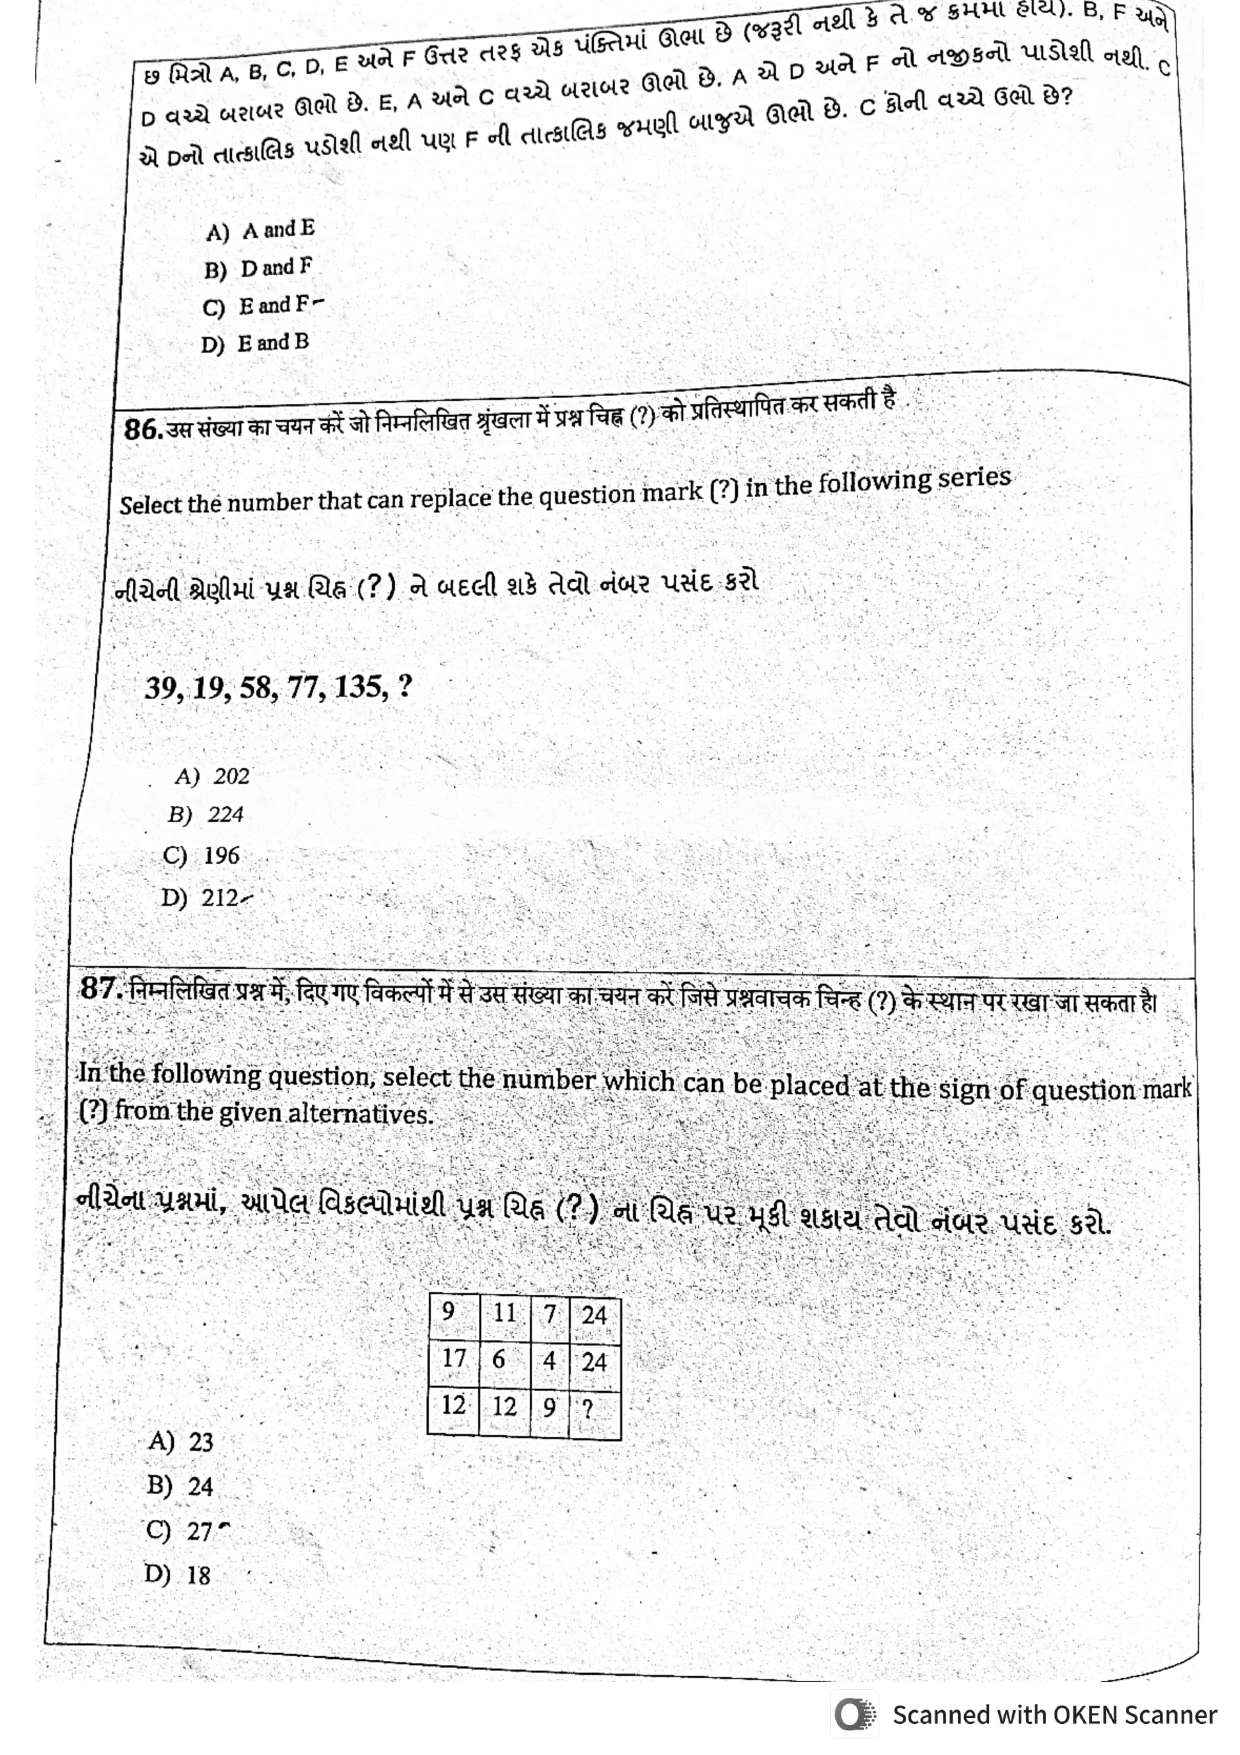 છ મિત્રો A, B, C, D, E અને F ઉત્તર તરફ એક પંક્તિમાં ઊભા છે (જરૂરી નથી કે તે જ ક્રમમાં હોય). B, F અને
D વચ્ચે બરાબર ઊભો છે. E, A અને C વચ્ચે બરાબર ઊભો છે. A એ D અને F નો નજીકનો પાડોશી નથી. C
એ Dનો તાત્કાલિક પડોશી નથી પણ F ની તાત્કાલિક જમણી બાજુએ ઊભો છે. C કોની વચ્ચે ઉભો છે?
A) A and E
B) D and F
C) E and F
D) E and B
86. उस संख्या का चयन करें जो निम्नलिखित श्रृंखला में प्रश्न चिह्न (?) को प्रतिस्थापित कर सकती है .
Select the number that can replace the question mark (?) in the following series
નીચેની શ્રેણીમાં પ્રશ્ન ચિહ્ન (?) ને બદલી શકે તેવો નંબર પસંદ કરો
39, 19, 58, 77, 135, ?
A) 202
B) 224
C) 196
D) 212
87. निम्नलिखित प्रश्न में, दिए गए विकल्पों में से उस संख्या का चयन करें जिसे प्रश्नवाचक चिन्ह (?) के स्थान पर रखा जा सकता है।
In the following question, select the number which can be placed at the sign of question mark
(?) from the given alternatives.
નીચેના પ્રશ્નમાં, આપેલ વિકલ્પોમાંથી પ્રશ્ન ચિહ્ન (?) ના ચિહ્ન પર મૂકી શકાય તેવો નંબર પસંદ કરો.
9 11 7 24
17 6 4 24
12 12 9 ?
A) 23
B) 24
C) 27
D) 18
Scanned with OKEN Scanner